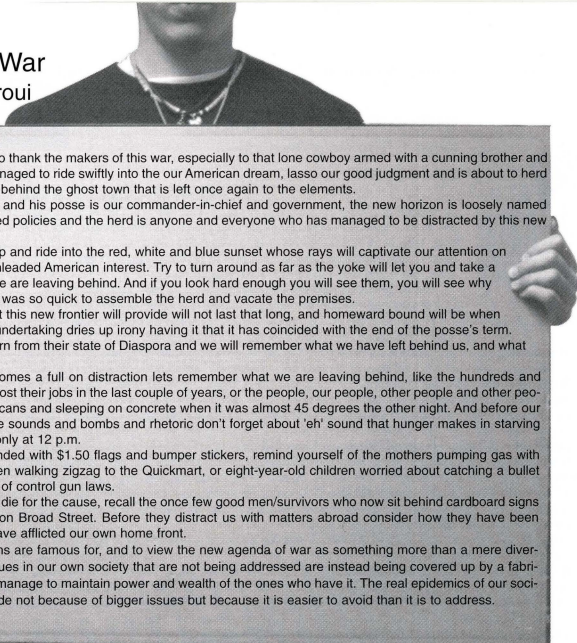 War
roui
o thank the makers of this war, especially to that lone cowboy armed with a cunning brother and
naged to ride swiftly into the our American dream, lasso our good judgment and is about to herd
behind the ghost town that is left once again to the elements.
and his posse is our commander-in-chief and government, the new horizon is loosely named
ed policies and the herd is anyone and everyone who has managed to be distracted by this new
p and ride into the red, white and blue sunset whose rays will captivate our attention on
nleaded American interest. Try to turn around as far as the yoke will let you and take a
e are leaving behind. And if you look hard enough you will see them, you will see why
was so quick to assemble the herd and vacate the premises.
t this new frontier will provide will not last that long, and homeward bound will be when
undertaking dries up irony having it that it has coincided with the end of the posse's term.
rn from their state of Diaspora and we will remember what we have left behind us, and what
omes a full on distraction lets remember what we are leaving behind, like the hundreds and
ost their jobs in the last couple of years, or the people, our people, other people and other peo-
cans and sleeping on concrete when it was almost 45 degrees the other night. And before our
e sounds and bombs and rhetoric don't forget about 'eh' sound that hunger makes in starving
only at 12 p.m.
nded with $1.50 flags and bumper stickers, remind yourself of the mothers pumping gas with
en walking zigzag to the Quickmart, or eight-year-old children worried about catching a bullet
of control gun laws.
die for the cause, recall the once few good men/survivors who now sit behind cardboard signs
on Broad Street. Before they distract us with matters abroad consider how they have been
ave afflicted our own home front.
ns are famous for, and to view the new agenda of war as something more than a mere diver-
ues in our own society that are not being addressed are instead being covered up by a fabri-
manage to maintain power and wealth of the ones who have it. The real epidemics of our soci-
de not because of bigger issues but because it is easier to avoid than it is to address.